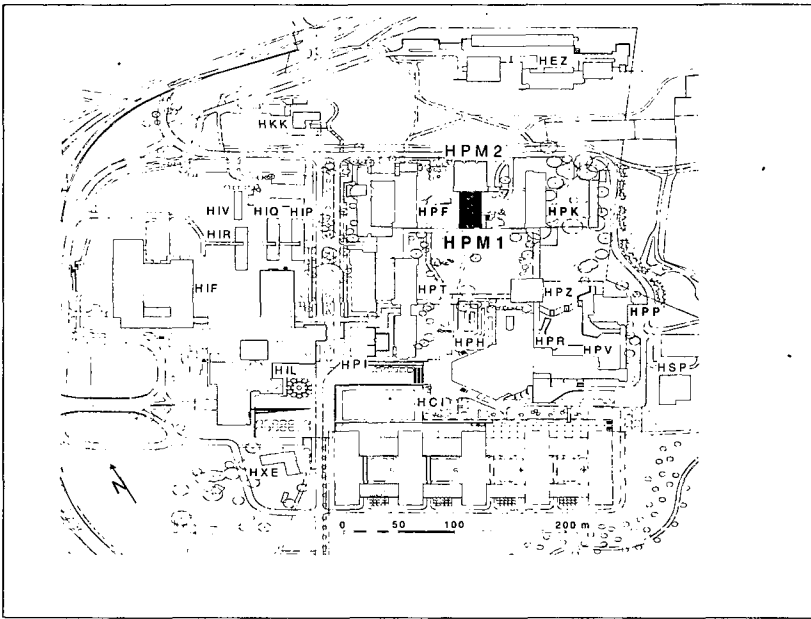 HEZ
HKK
HPM2
HIV
HIQ
HIP
HPF
HPK
HIR
HPM1
HIF
HPT
HPZ
HPP
HPH
HPR
HPV
HPI
HIL
HSP
HCI
HXE
N
0 50 100 200 m